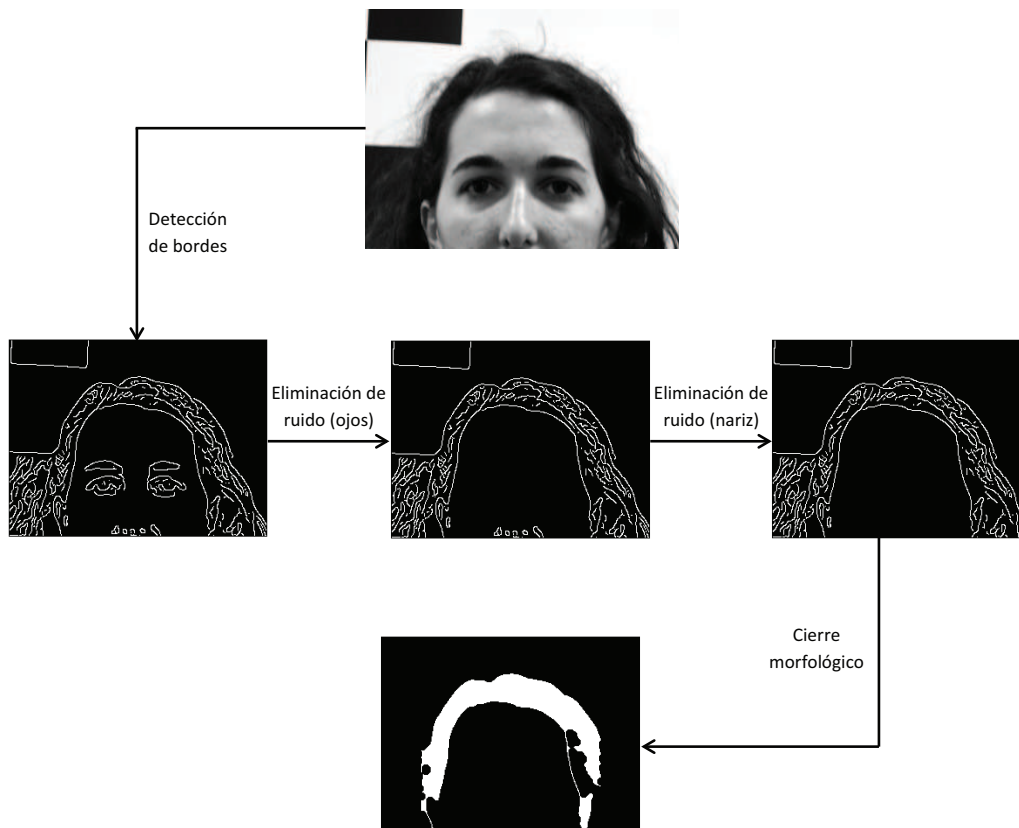 Detección
de bordes
Eliminación de
ruido (ojos)
Eliminación de
ruido (nariz)
Cierre
morfológico